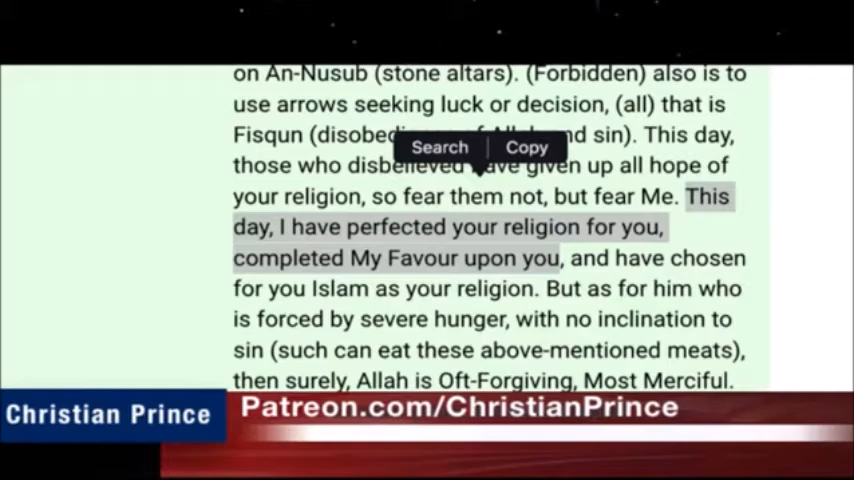 on An-Nusub (stone altars). (Forbidden) also is to
use arrows seeking luck or decision, (all) that is
Fisqun (disobed of Allah and sin). This day,
Search Copy
those who disbelieved have given up all hope of
your religion, so fear them not, but fear Me. This
day, I have perfected your religion for you,
completed My Favour upon you, and have chosen
for you Islam as your religion. But as for him who
is forced by severe hunger, with no inclination to
sin (such can eat these above-mentioned meats),
then surely, Allah is Oft-Forgiving, Most Merciful.
Christian Prince
Patreon.com/ChristianPrince